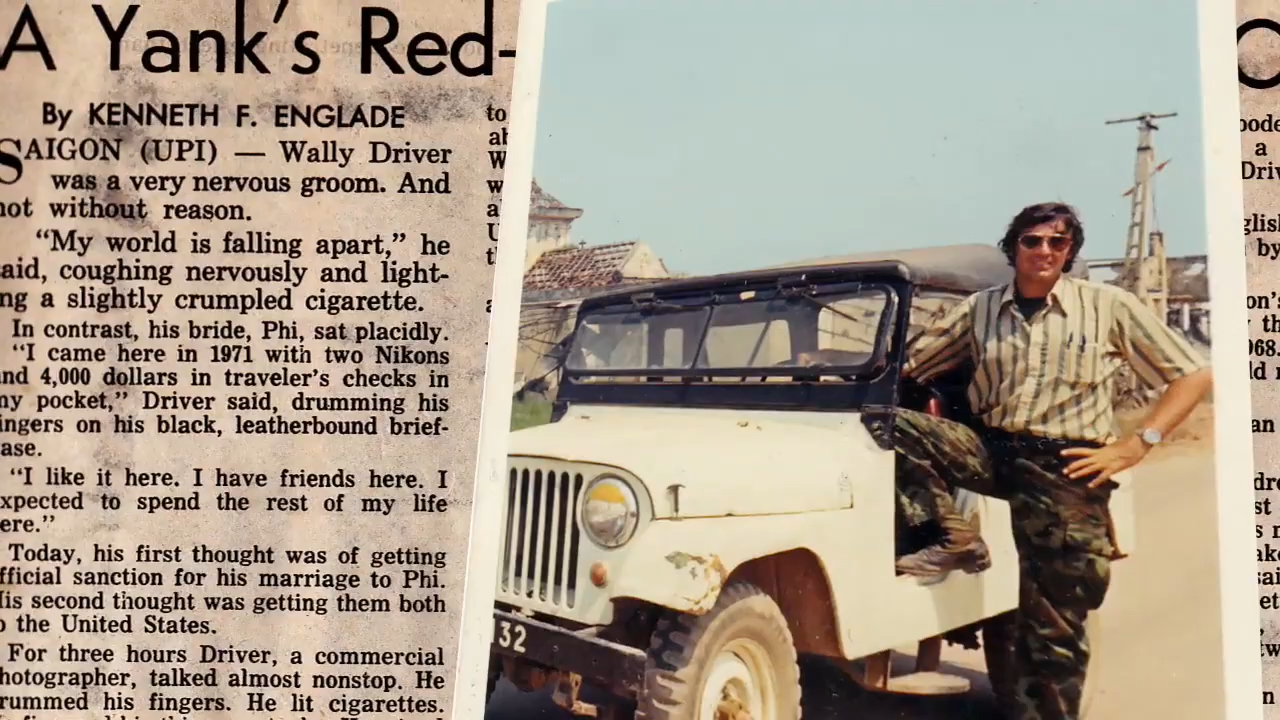 A Yank's Red-
By KENNETH F. ENGLADE
SAIGON (UPI) — Wally Driver
was a very nervous groom. And
not without reason.
"My world is falling apart," he
said, coughing nervously and light-
ing a slightly crumpled cigarette.
In contrast, his bride, Phi, sat placidly.
"I came here in 1971 with two Nikons
and 4,000 dollars in traveler's checks in
my pocket," Driver said, drumming his
fingers on his black, leatherbound brief-
case.
"I like it here. I have friends here. I
expected to spend the rest of my life
here."
Today, his first thought was of getting
official sanction for his marriage to Phi.
His second thought was getting them both
to the United States.
For three hours Driver, a commercial
photographer, talked almost nonstop. He
drummed his fingers. He lit cigarettes.
to
32
a
by